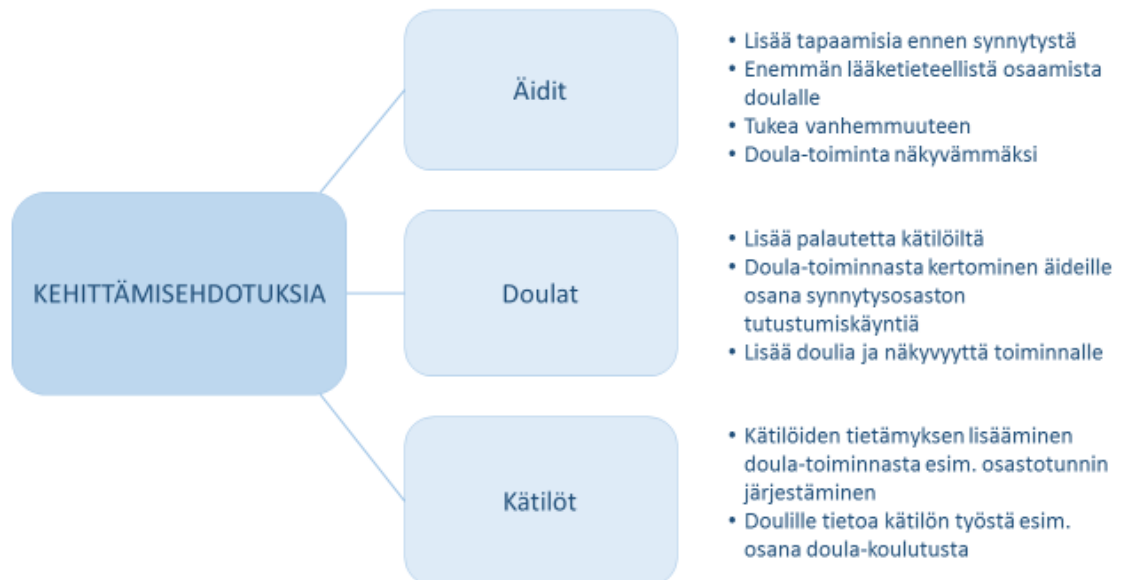 KEHITTÄMISEHDOTUKSIA
Äidit
• Lisää tapaamisia ennen synnytystä
• Enemmän lääketieteellistä osaamista
doulalle
• Tukea vanhemmuuteen
• Doula-toiminta näkyvämmäksi
Doulat
• Lisää palautetta kätilöiltä
• Doula-toiminnasta kertominen äideille
osana synnytysosaston
tutustumiskäyntiä
• Lisää doulia ja näkyvyyttä toiminnalle
Kätilöt
• Kätilöiden tietämyksen lisääminen
doula-toiminnasta esim. osastotunnin
järjestäminen
• Doulille tietoa kätilön työstä esim.
osana doula-koulutusta